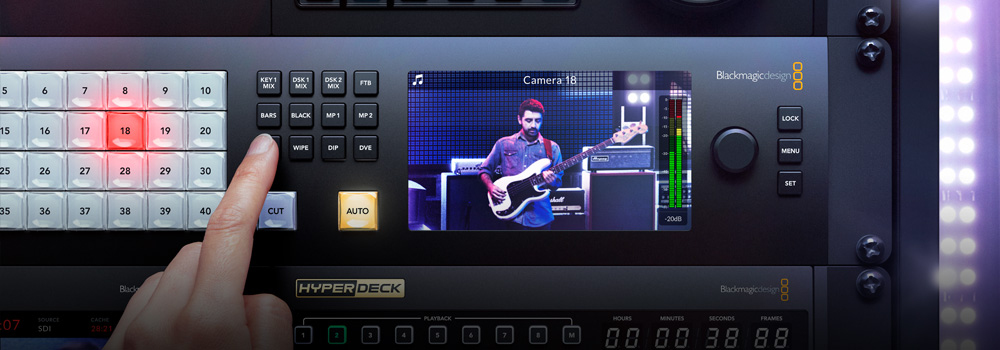 KEY 1 MIX
DSK 1 MIX
DSK 2 MIX
FTB
5 6 7 8 9 10
BARS BLACK MP 1 MP 2
15 16 17 18 19 20
WIPE DIP DVE
25 26 27 28 29 30
35 36 37 38 39 40
CUT AUTO
Camera 18
-20dB
Blackmagicdesign
LOCK
MENU
SET
:07
SOURCE
SDI
CACHE
HYPERDECK
PLAYBACK
1 2 3 4 5 6 7 8 M
Blackmagicdesign
HOURS MINUTES SECONDS FRAMES
00 00 38 88